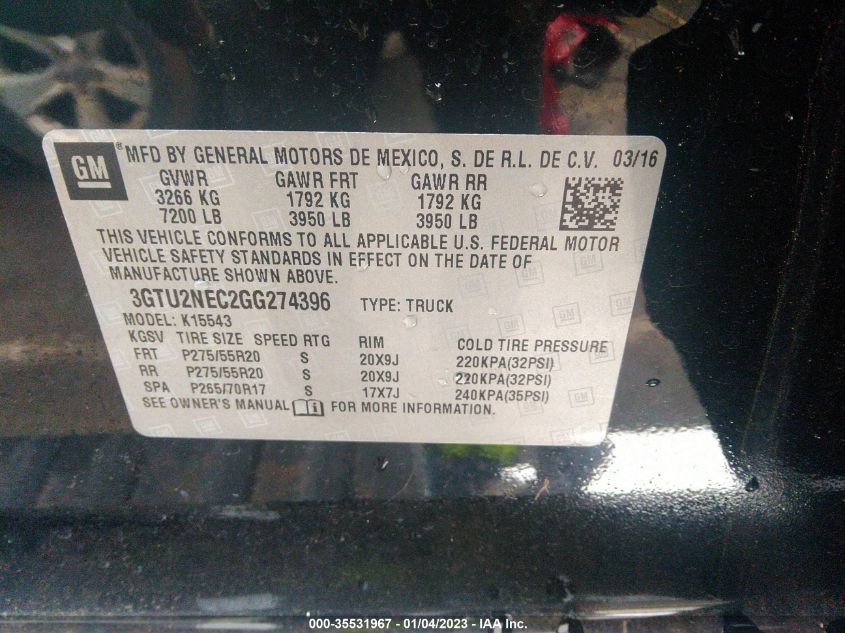 GM ® MFD BY GENERAL MOTORS DE MEXICO, S. DE R.L. DE C.V. 03/16
GVWR GAWR FRT GAWR RR
3266 KG 1792 KG 1792 KG
7200 LB 3950 LB 3950 LB
THIS VEHICLE CONFORMS TO ALL APPLICABLE U.S. FEDERAL MOTOR
VEHICLE SAFETY STANDARDS IN EFFECT ON THE DATE OF
MANUFACTURE SHOWN ABOVE.
3GTU2NEC2GG274396 TYPE: TRUCK
MODEL: K15543
KGSV TIRE SIZE SPEED RTG RIM COLD TIRE PRESSURE
FRT P275/55R20 S 20X9J 220KPA(32PSI)
RR P275/55R20 S 20X9J 220KPA(32PSI)
SPA P265/70R17 S 17X7J 240KPA(35PSI)
SEE OWNER'S MANUAL FOR MORE INFORMATION.
000-35531967 - 01/04/2023 - IAA Inc.